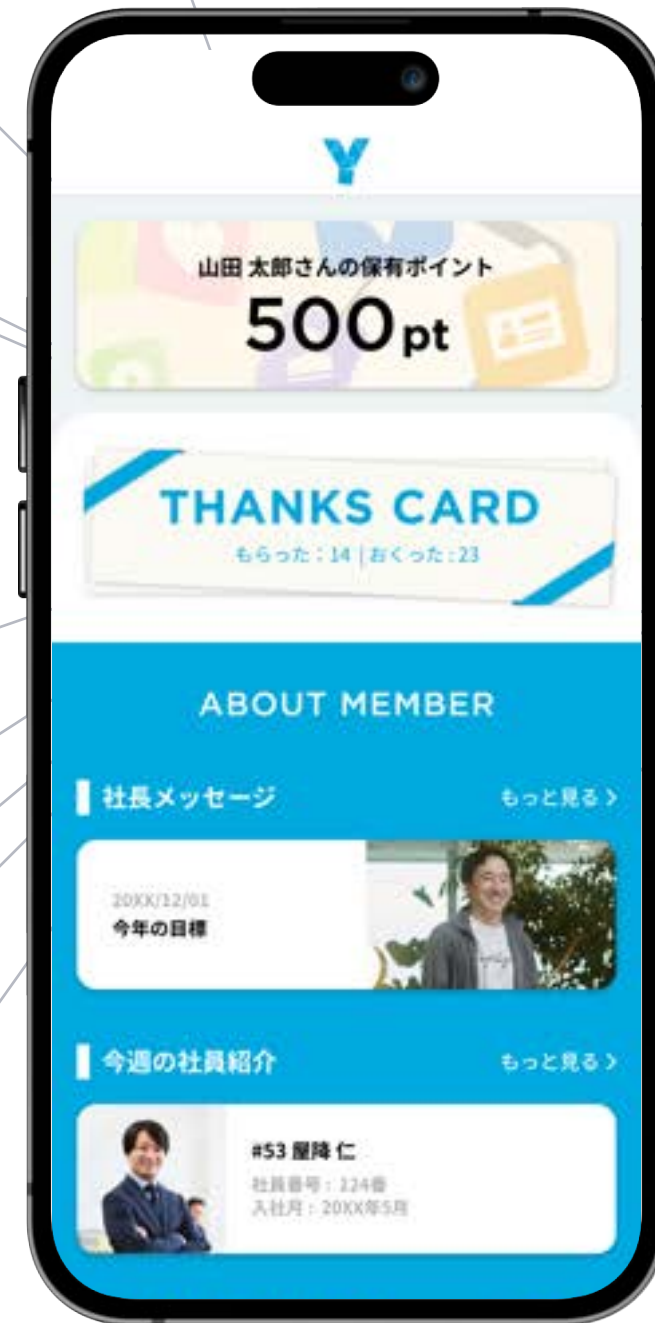 Y
山田 太郎さんの保有ポイント
500pt
THANKS CARD
もらった：14 | おくった：23
ABOUT MEMBER
社長メッセージ
もっと見る >
20XX/12/01
今年の目標
今週の社員紹介
もっと見る >
#53 屋降 仁
社員番号：124番
入社月：20XX年5月